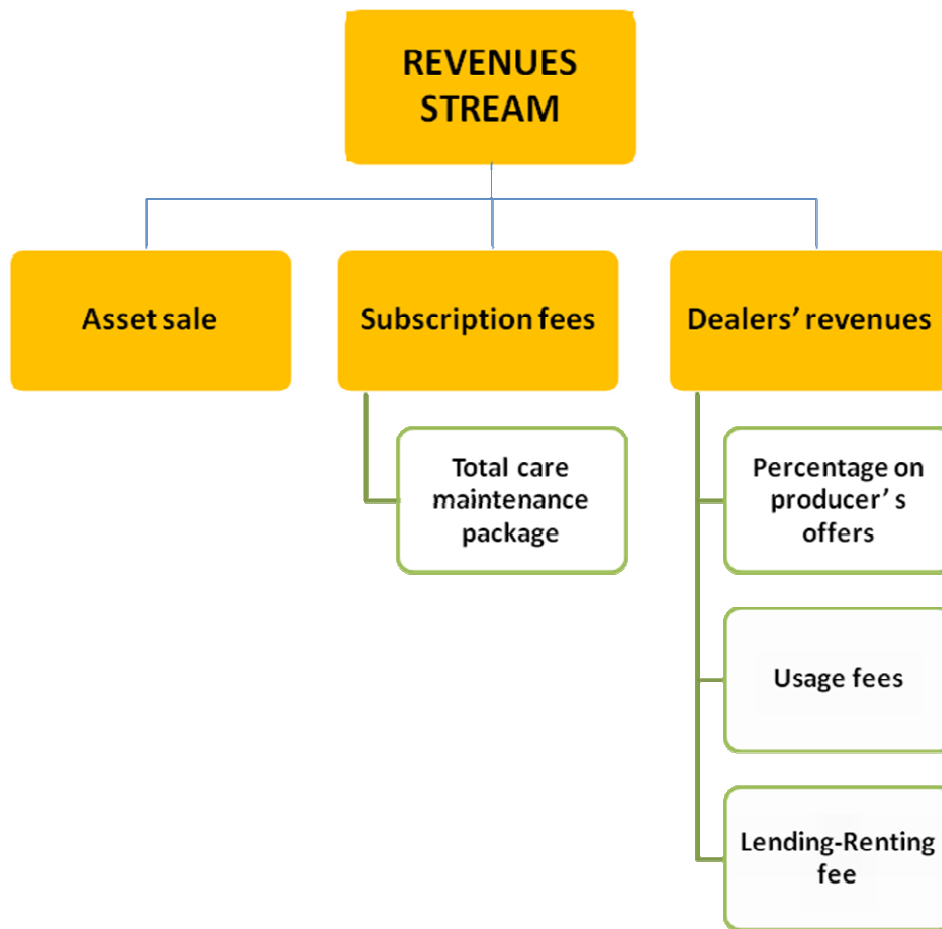 REVENUES
STREAM
Asset sale
Subscription fees
Dealers’ revenues
Total care
maintenance
package
Percentage on
producer’ s
offers
Usage fees
Lending-Renting
fee